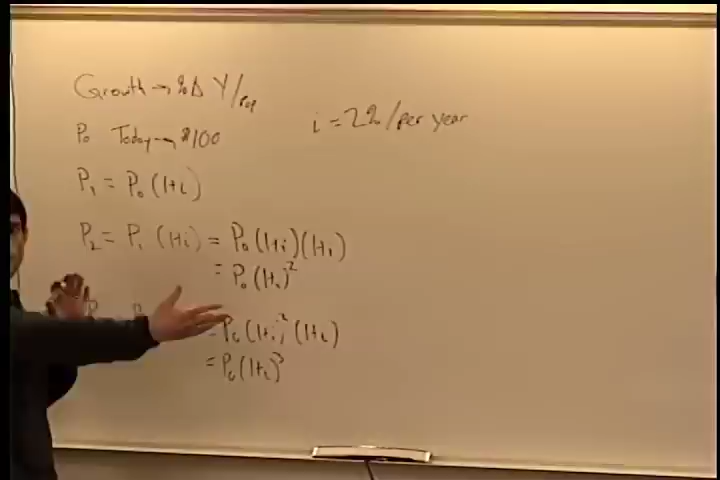 Growth → %Δ Y/Pop
P₀ Today → $100
i = 2%/per year
P₁ = P₀ (1+i)
P₂ = P₁ (1+i) = P₀ (1+i)(1+i)
= P₀ (1+i)²
= P₀ (1+i)² (1+i)
= P₀ (1+i)³